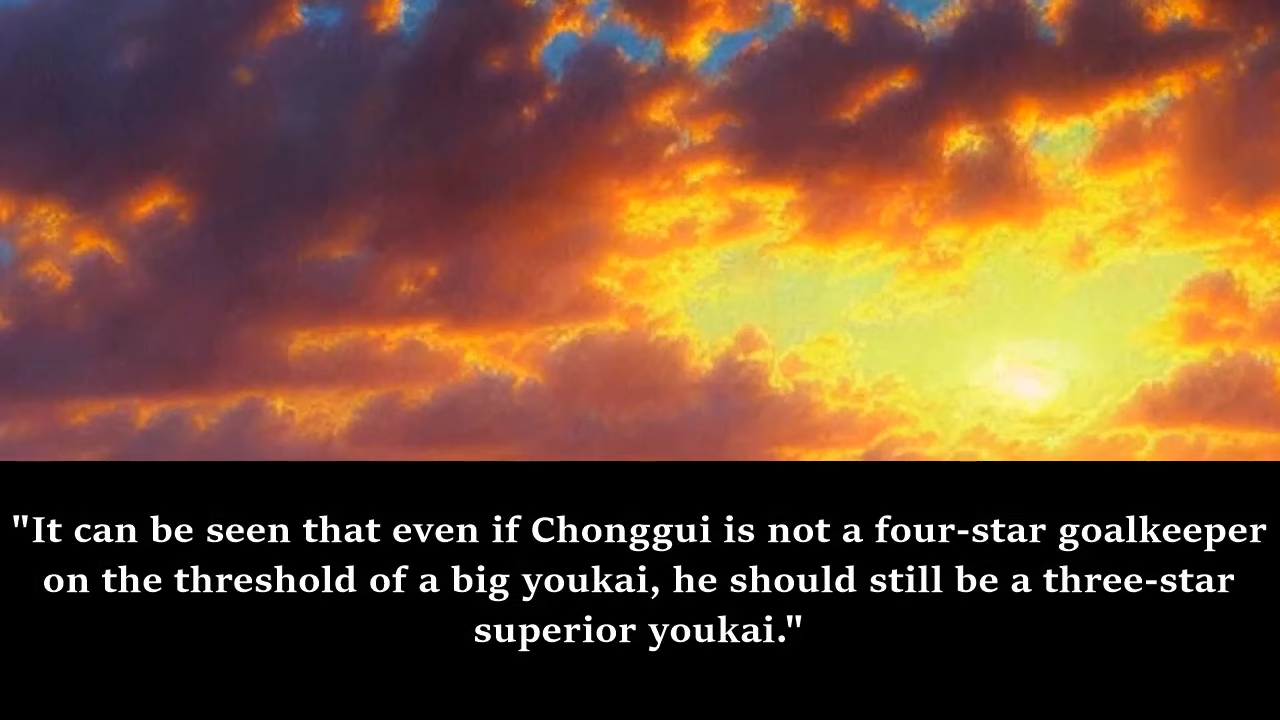 "It can be seen that even if Chonggui is not a four-star goalkeeper
on the threshold of a big youkai, he should still be a three-star
superior youkai."